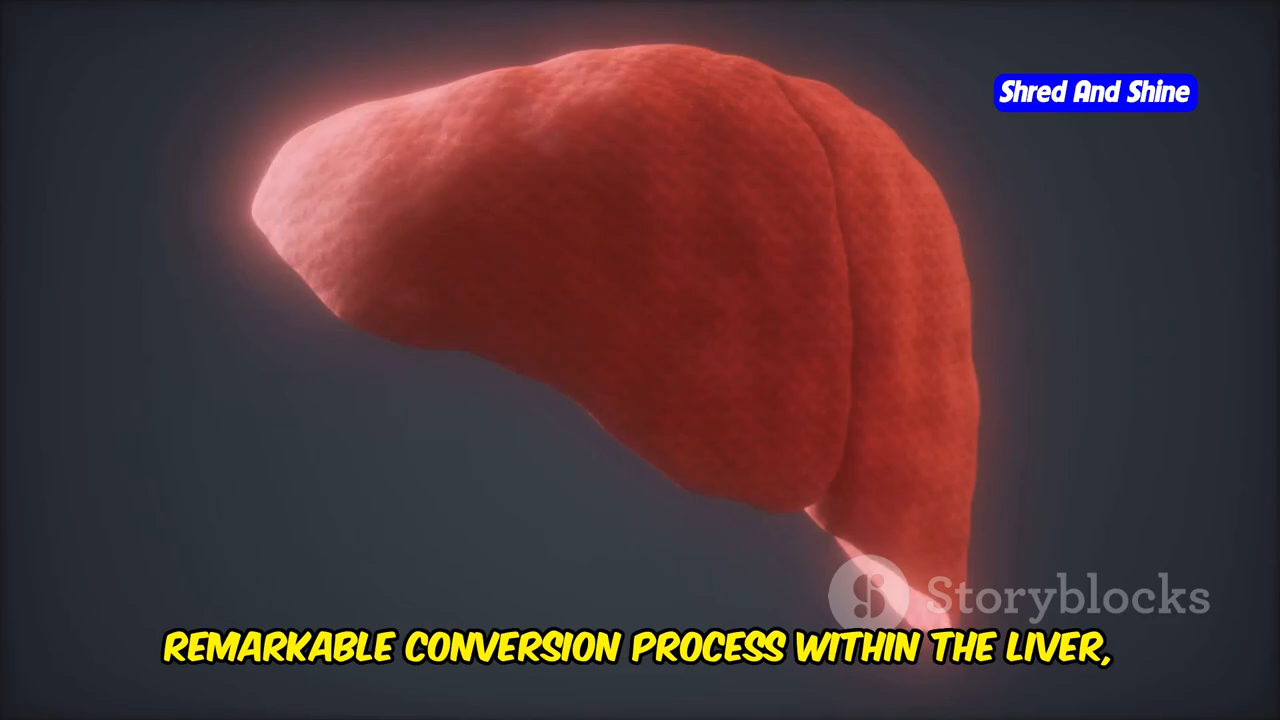 Shred And Shine
Storyblocks
REMARKABLE CONVERSION PROCESS WITHIN THE LIVER,